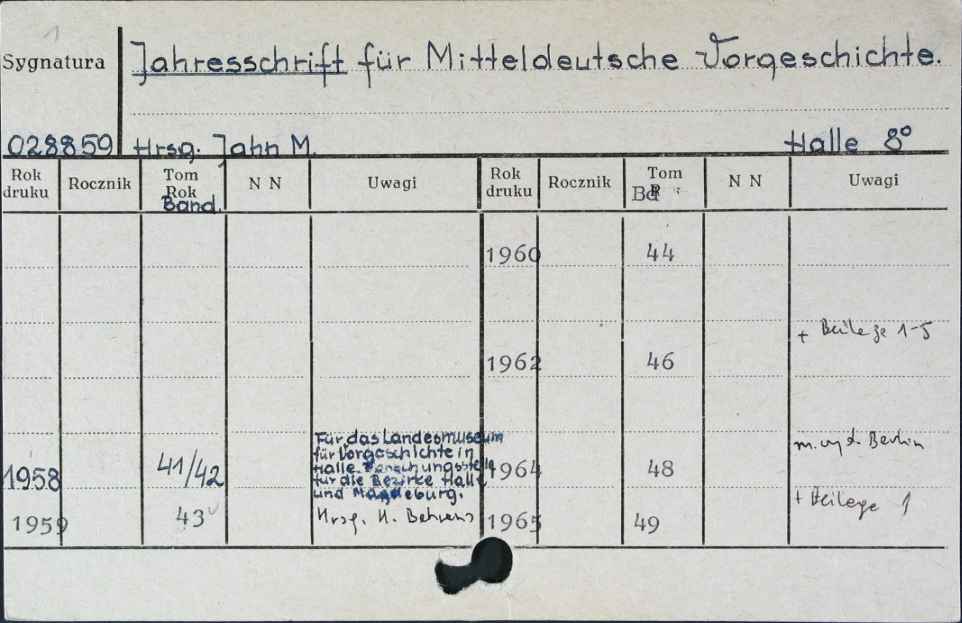 1
Sygnatura
Jahresschrift für Mitteldeutsche Vorgeschichte.
028859 Hrsg. Jahn M. Halle 8°
Rok druku Rocznik Tom Rok Band. N N Uwagi Rok druku Rocznik Tom Bd N N Uwagi
1960 44
+ Beilage 1-5
1962 46
Für das Landesmuseum
für Vorgeschichte in
Halle. Forschungsstelle
für die Bezirke Halle
und Magdeburg.
1958 41/42
m. Berlin
1964 48
+ Beilage 1
1959 43 Hrsg. H. Behrens 1965 49